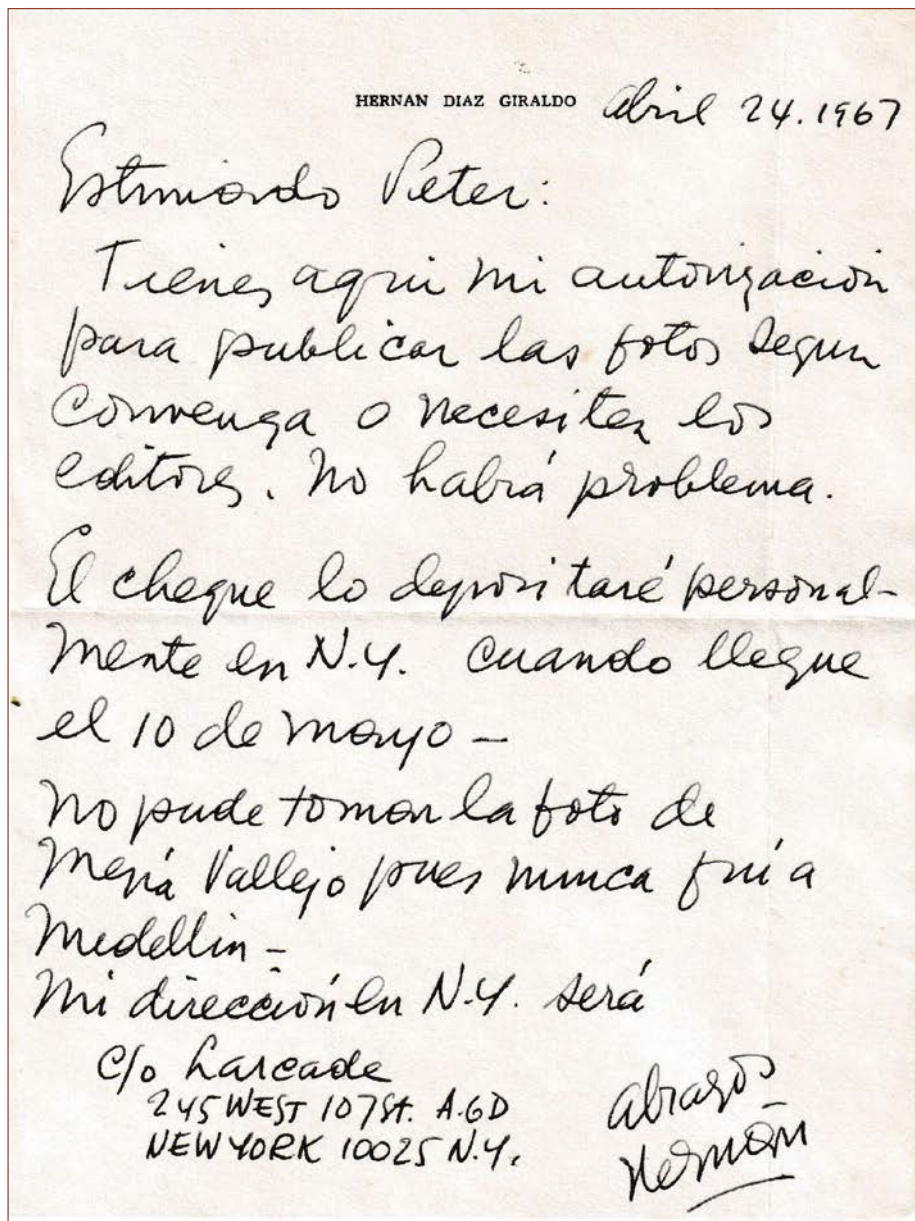 HERNAN DIAZ GIRALDO abril 24.1967
Estimado Peter:
Tienes aqui mi autorización
para publicar las fotos segun
convenga o necesiten los
editores. No habrá problema.
El cheque lo depositaré personal-
mente en N.Y. cuando llegue
el 10 de mayo -
No pude tomar la foto de
Mejía Vallejo pues nunca fuí a
Medellin -
Mi dirección en N.Y. será
c/o Larcade
245 WEST 107 St. A.6D
NEW YORK 10025 N.Y.
abrazos
Hernán